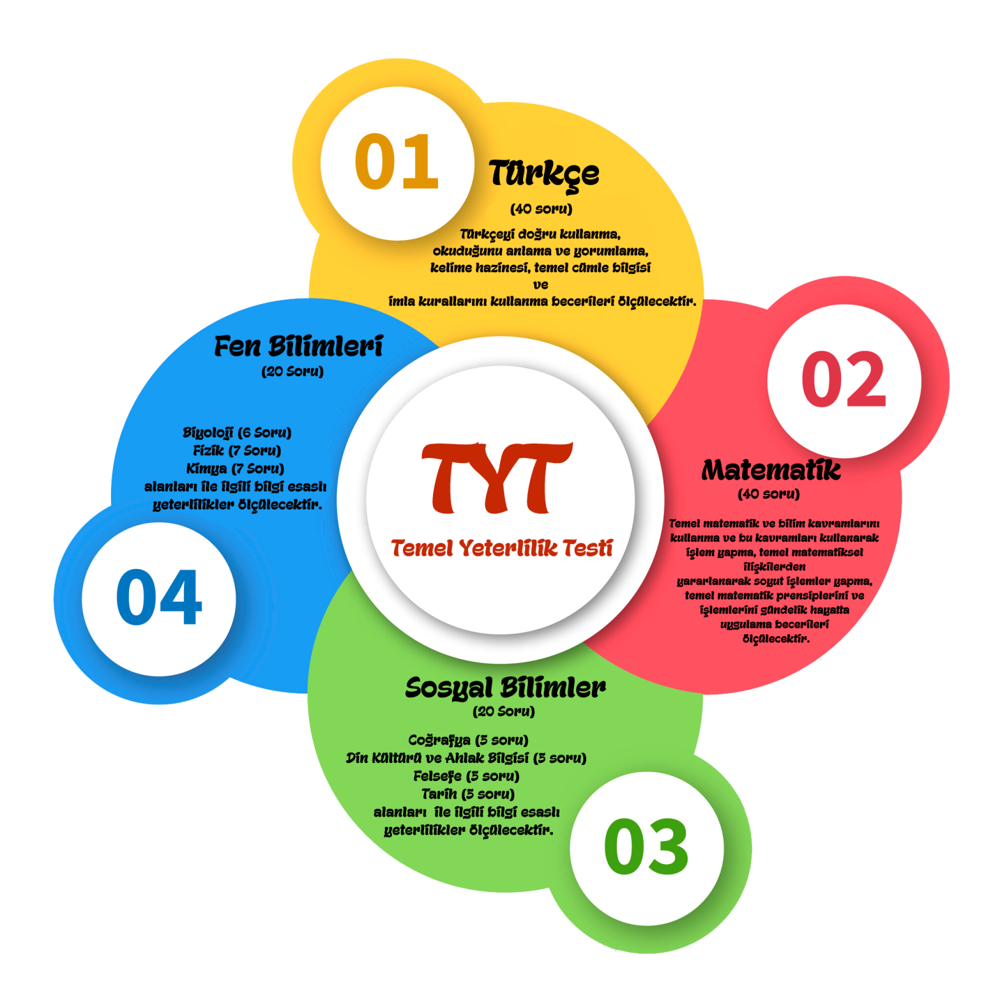 01
Türkçe
(40 soru)
Türkçeyi doğru kullanma,
okuduğunu anlama ve yorumlama,
kelime hazinesi, temel cümle bilgisi
ve
imla kurallarını kullanma becerileri ölçülecektir.
02
Matematik
(40 soru)
Temel matematik ve bilim kavramlarını
kullanma ve bu kavramları kullanarak
işlem yapma, temel matematiksel
ilişkilerden
yararlanarak soyut işlemler yapma,
temel matematik prensiplerini ve
işlemlerini gündelik hayatta
uygulama becerileri
ölçülecektir.
TYT
Temel Yeterlilik Testi
Sosyal Bilimler
(20 Soru)
Coğrafya (5 soru)
Din Kültürü ve Ahlak Bilgisi (5 soru)
Felsefe (5 soru)
Tarih (5 soru)
alanları ile ilgili bilgi esaslı
yeterlilikler ölçülecektir.
03
Fen Bilimleri
(20 Soru)
Biyoloji (6 Soru)
Fizik (7 Soru)
Kimya (7 Soru)
alanları ile ilgili bilgi esaslı
yeterlilikler ölçülecektir.
04